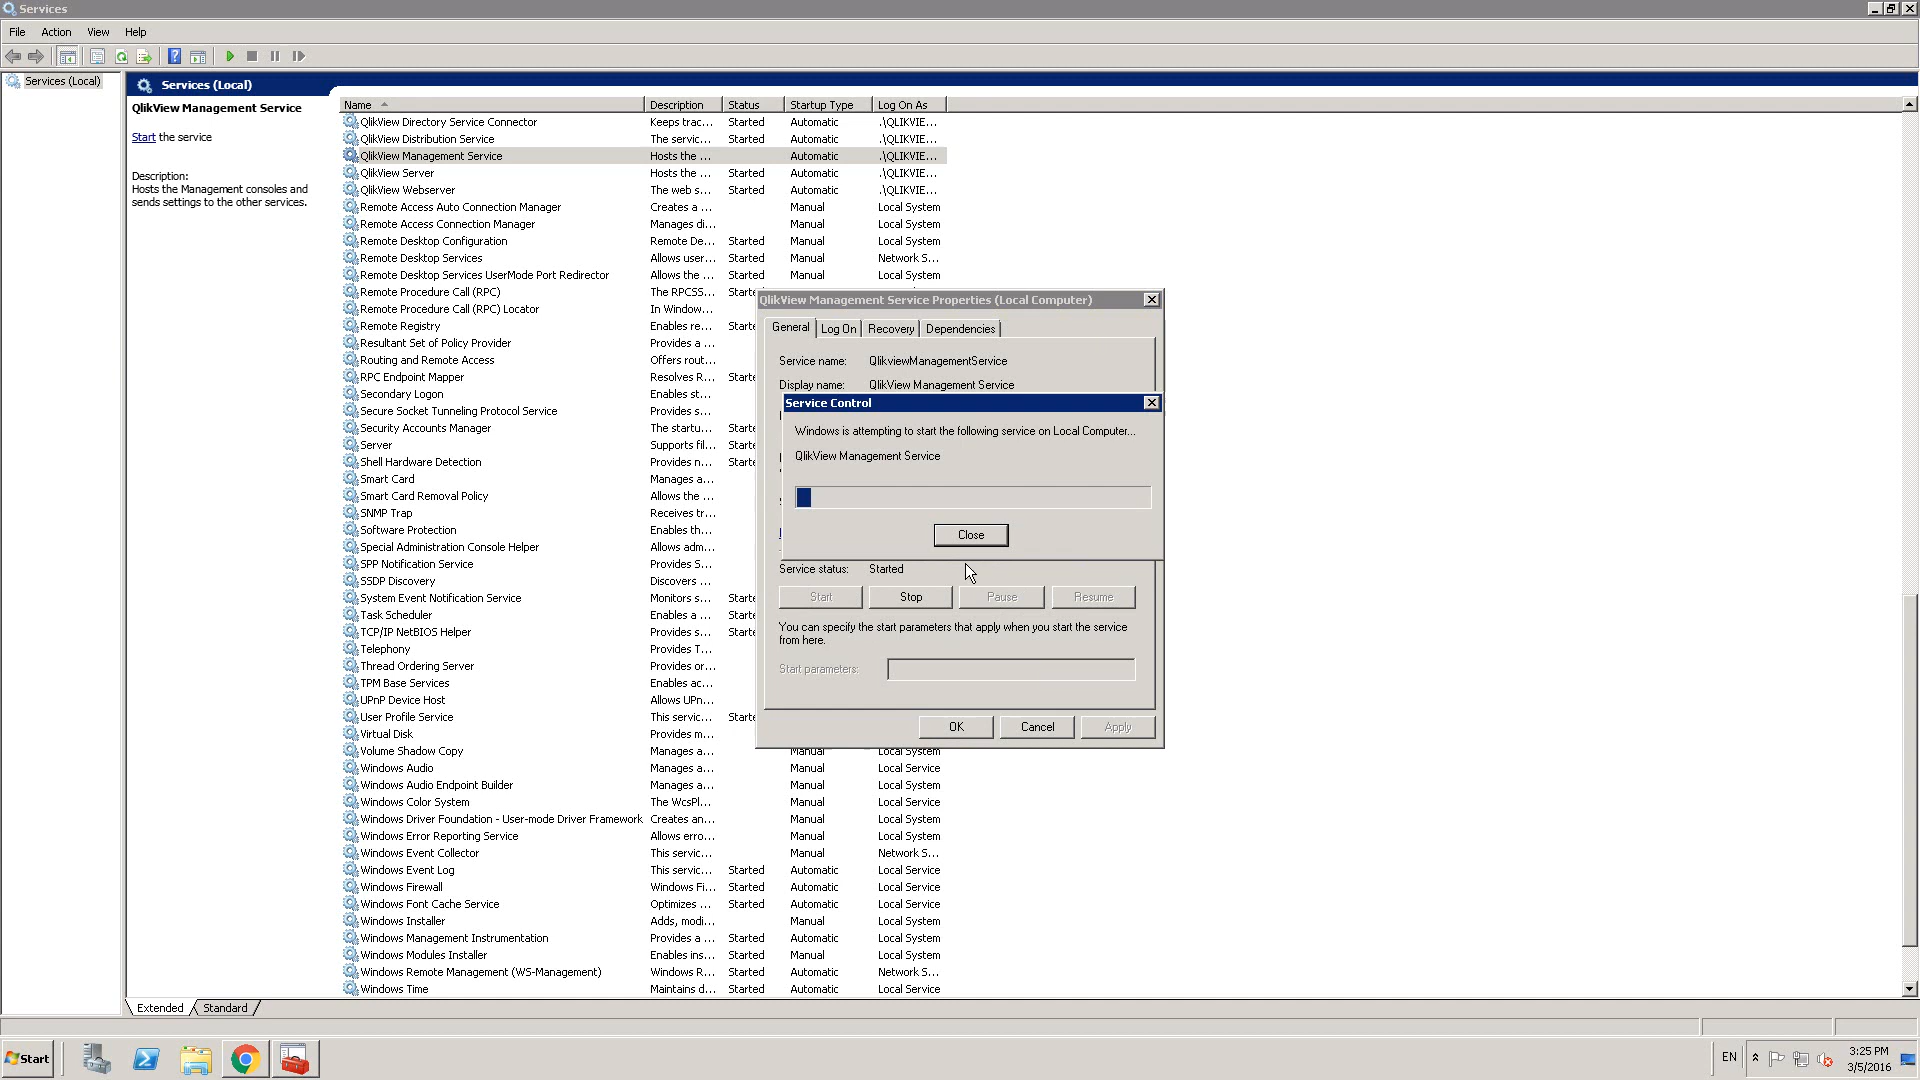 Services
File Action View Help
Services (Local)
Services (Local)
QlikView Management Service
Start the service
Description:
Hosts the Management consoles and
sends settings to the other services.
Name Description Status Startup Type Log On As
QlikView Directory Service Connector Keeps trac... Started Automatic .\QLIKVIE...
QlikView Distribution Service The servic... Started Automatic .\QLIKVIE...
QlikView Management Service Hosts the ... Automatic .\QLIKVIE...
QlikView Server Hosts the ... Started Automatic .\QLIKVIE...
QlikView Webserver The web s... Started Automatic .\QLIKVIE...
Remote Access Auto Connection Manager Creates a ... Manual Local System
Remote Access Connection Manager Manages di... Manual Local System
Remote Desktop Configuration Remote De... Started Manual Local System
Remote Desktop Services Allows user... Started Manual Network S...
Remote Desktop Services UserMode Port Redirector Allows the ... Started Manual Local System
Remote Procedure Call (RPC) The RPCSS...
Remote Procedure Call (RPC) Locator In Window...
Remote Registry Enables re...
Resultant Set of Policy Provider Provides a ...
Routing and Remote Access Offers rout...
RPC Endpoint Mapper Resolves R...
Secondary Logon Enables st...
Secure Socket Tunneling Protocol Service Provides s...
Security Accounts Manager The startu...
Server Supports fil...
Shell Hardware Detection Provides n...
Smart Card Manages a...
Smart Card Removal Policy Allows the ...
SNMP Trap Receives tr...
Software Protection Enables th...
Special Administration Console Helper Allows adm...
SPP Notification Service Provides S...
SSDP Discovery Discovers ...
System Event Notification Service Monitors s...
Task Scheduler Enables a ...
TCP/IP NetBIOS Helper Provides s...
Telephony Provides T...
Thread Ordering Server Provides or...
TPM Base Services Enables ac...
UPnP Device Host Allows UPn...
User Profile Service This servic...
Virtual Disk Provides m...
Volume Shadow Copy Manages a... Manual Local System
Windows Audio Manages a... Manual Local Service
Windows Audio Endpoint Builder Manages a... Manual Local System
Windows Color System The WcsPl... Manual Local Service
Windows Driver Foundation - User-mode Driver Framework Creates an... Manual Local System
Windows Error Reporting Service Allows erro... Manual Local System
Windows Event Collector This servic... Manual Network S...
Windows Event Log This servic... Started Automatic Local Service
Windows Firewall Windows Fi... Started Automatic Local Service
Windows Font Cache Service Optimizes ... Started Automatic Local Service
Windows Installer Adds, modi... Manual Local System
Windows Management Instrumentation Provides a ... Started Automatic Local System
Windows Modules Installer Enables ins... Started Manual Local System
Windows Remote Management (WS-Management) Windows R... Started Automatic Network S...
Windows Time Maintains d... Started Automatic Local Service
Extended Standard
QlikView Management Service Properties (Local Computer)
General Log On Recovery Dependencies
Service name: QlikviewManagementService
Display name: QlikView Management Service
Service Control
Windows is attempting to start the following service on Local Computer...
QlikView Management Service
Close
Service status: Started
Start Stop Pause Resume
You can specify the start parameters that apply when you start the service
from here.
Start parameters:
OK Cancel Apply
Start
EN
3:25 PM
3/5/2016